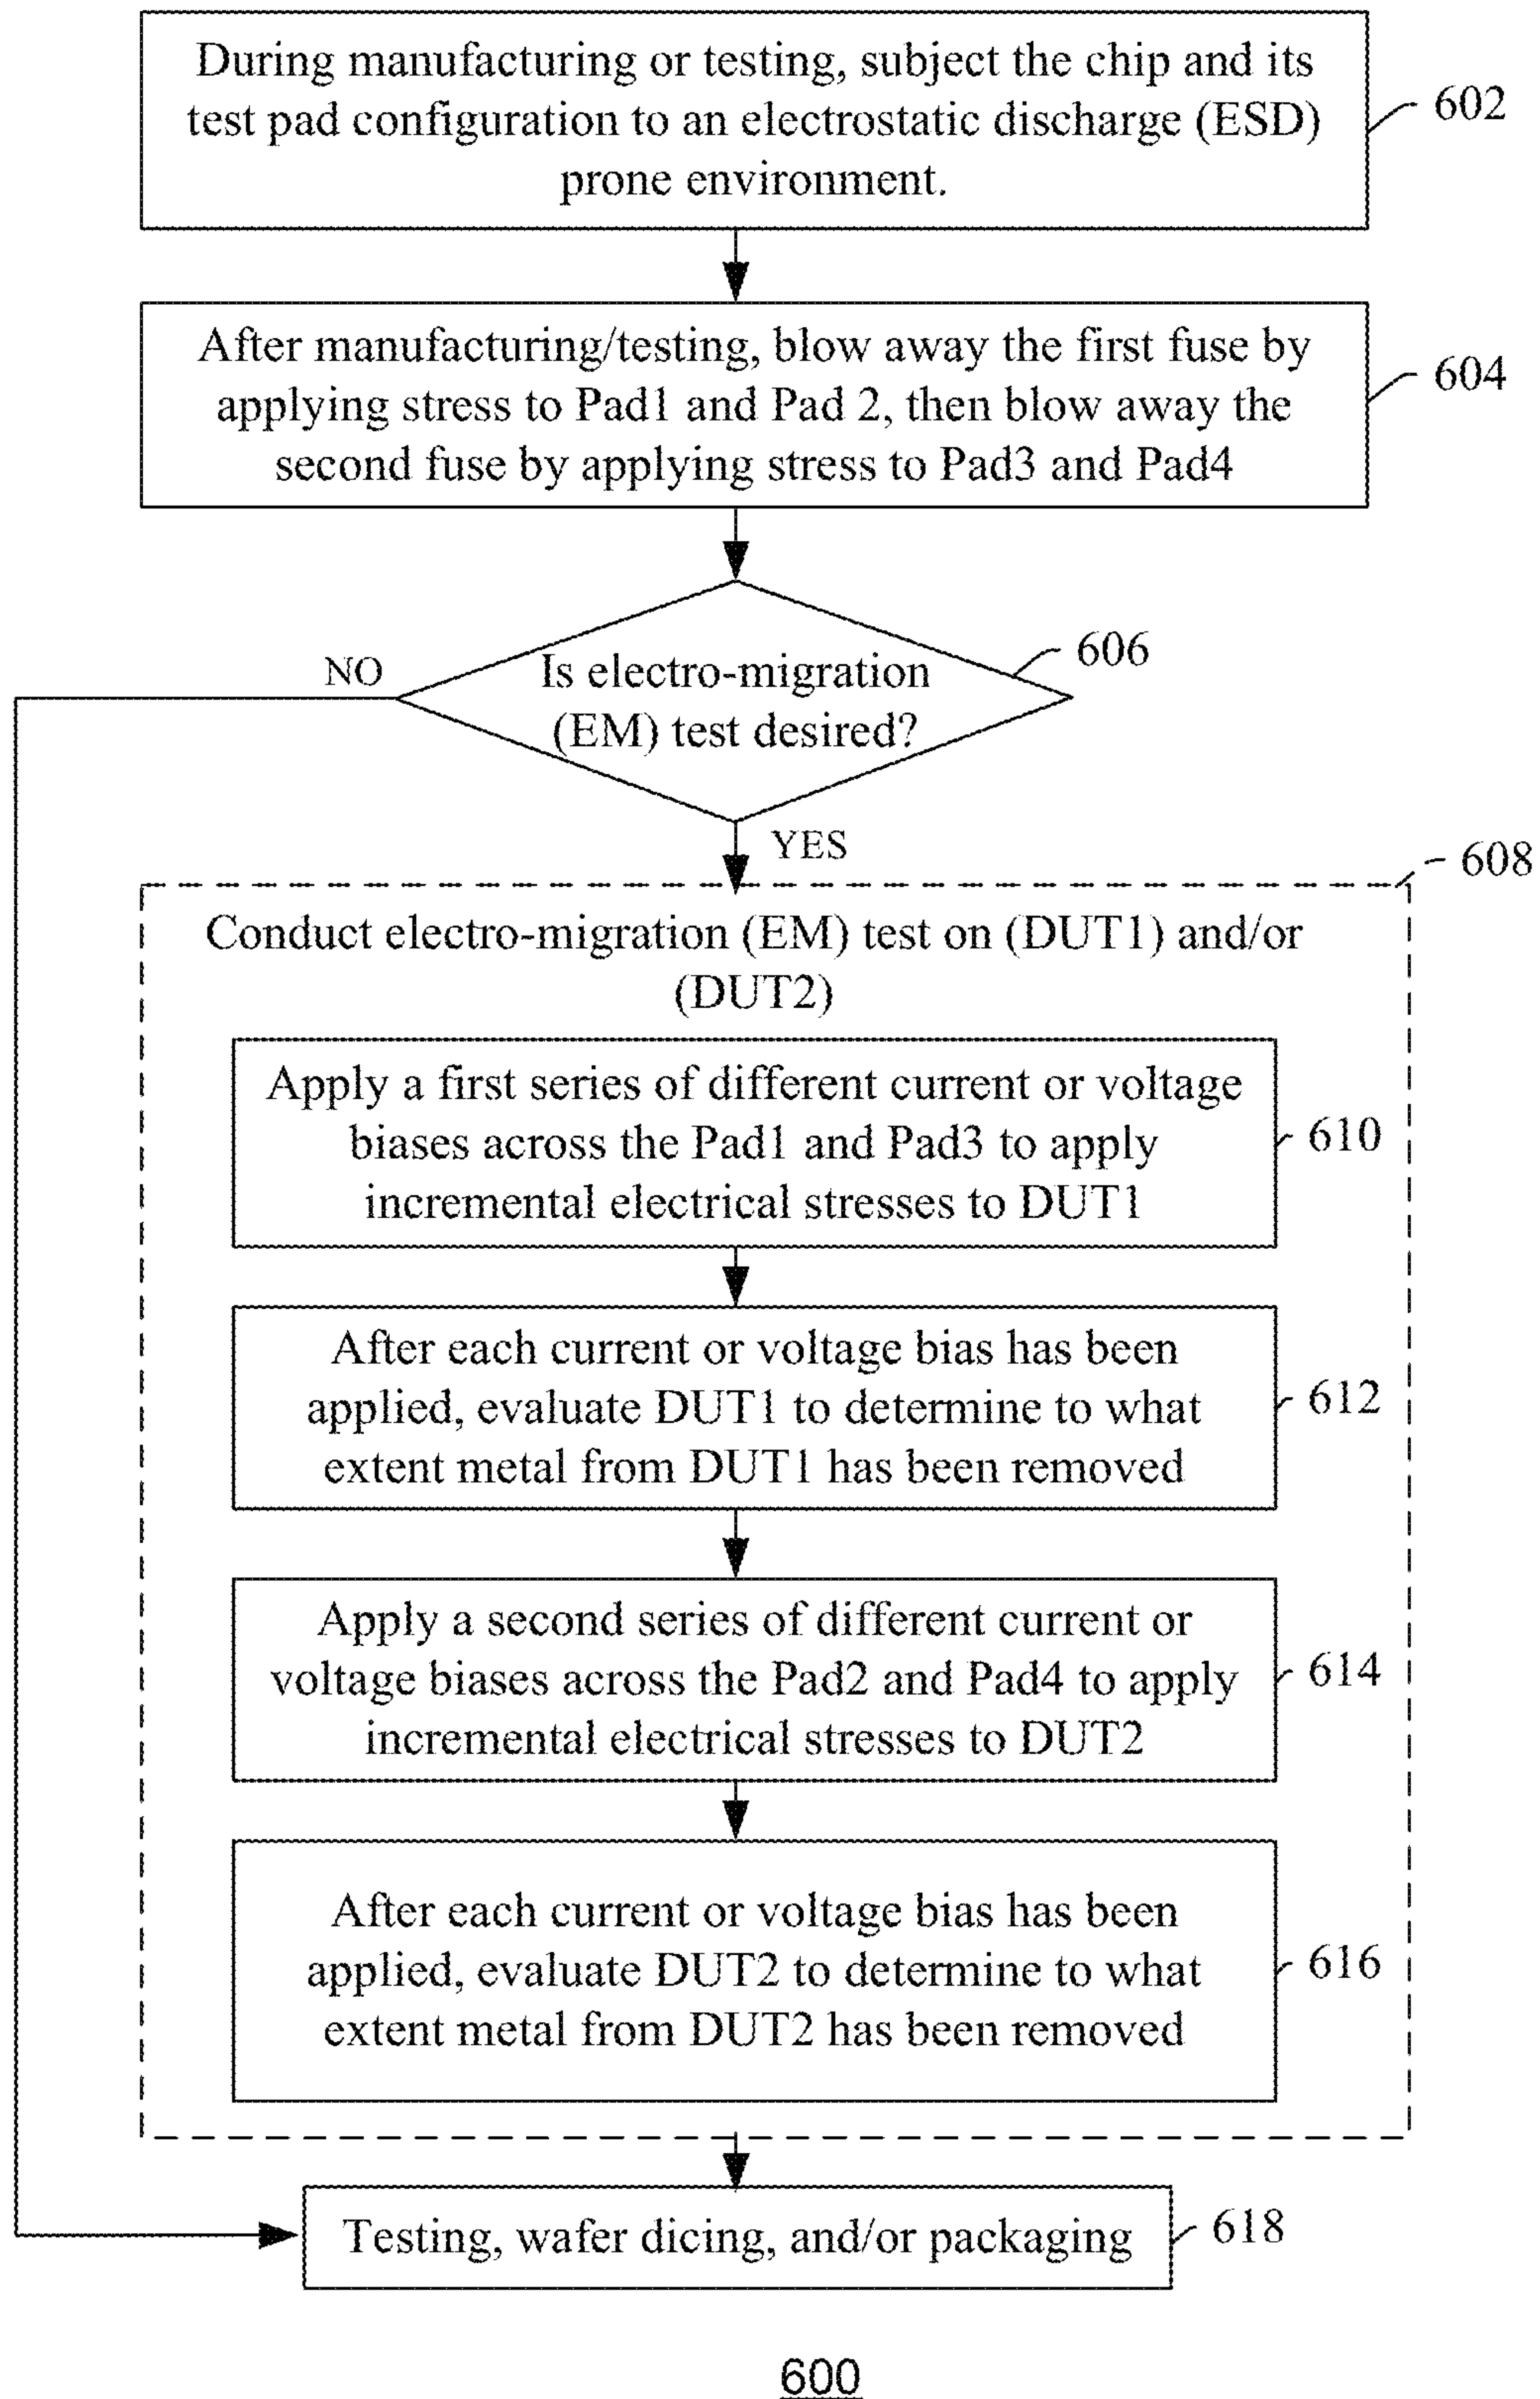 During manufacturing or testing, subject the chip and its
test pad configuration to an electrostatic discharge (ESD)
prone environment.
602
After manufacturing/testing, blow away the first fuse by
applying stress to Pad1 and Pad 2, then blow away the
second fuse by applying stress to Pad3 and Pad4
604
Is electro-migration
(EM) test desired?
606
NO
YES
608
Conduct electro-migration (EM) test on (DUT1) and/or
(DUT2)
Apply a first series of different current or voltage
biases across the Pad1 and Pad3 to apply
incremental electrical stresses to DUT1
610
After each current or voltage bias has been
applied, evaluate DUT1 to determine to what
extent metal from DUT1 has been removed
612
Apply a second series of different current or
voltage biases across the Pad2 and Pad4 to apply
incremental electrical stresses to DUT2
614
After each current or voltage bias has been
applied, evaluate DUT2 to determine to what
extent metal from DUT2 has been removed
616
Testing, wafer dicing, and/or packaging
618
600